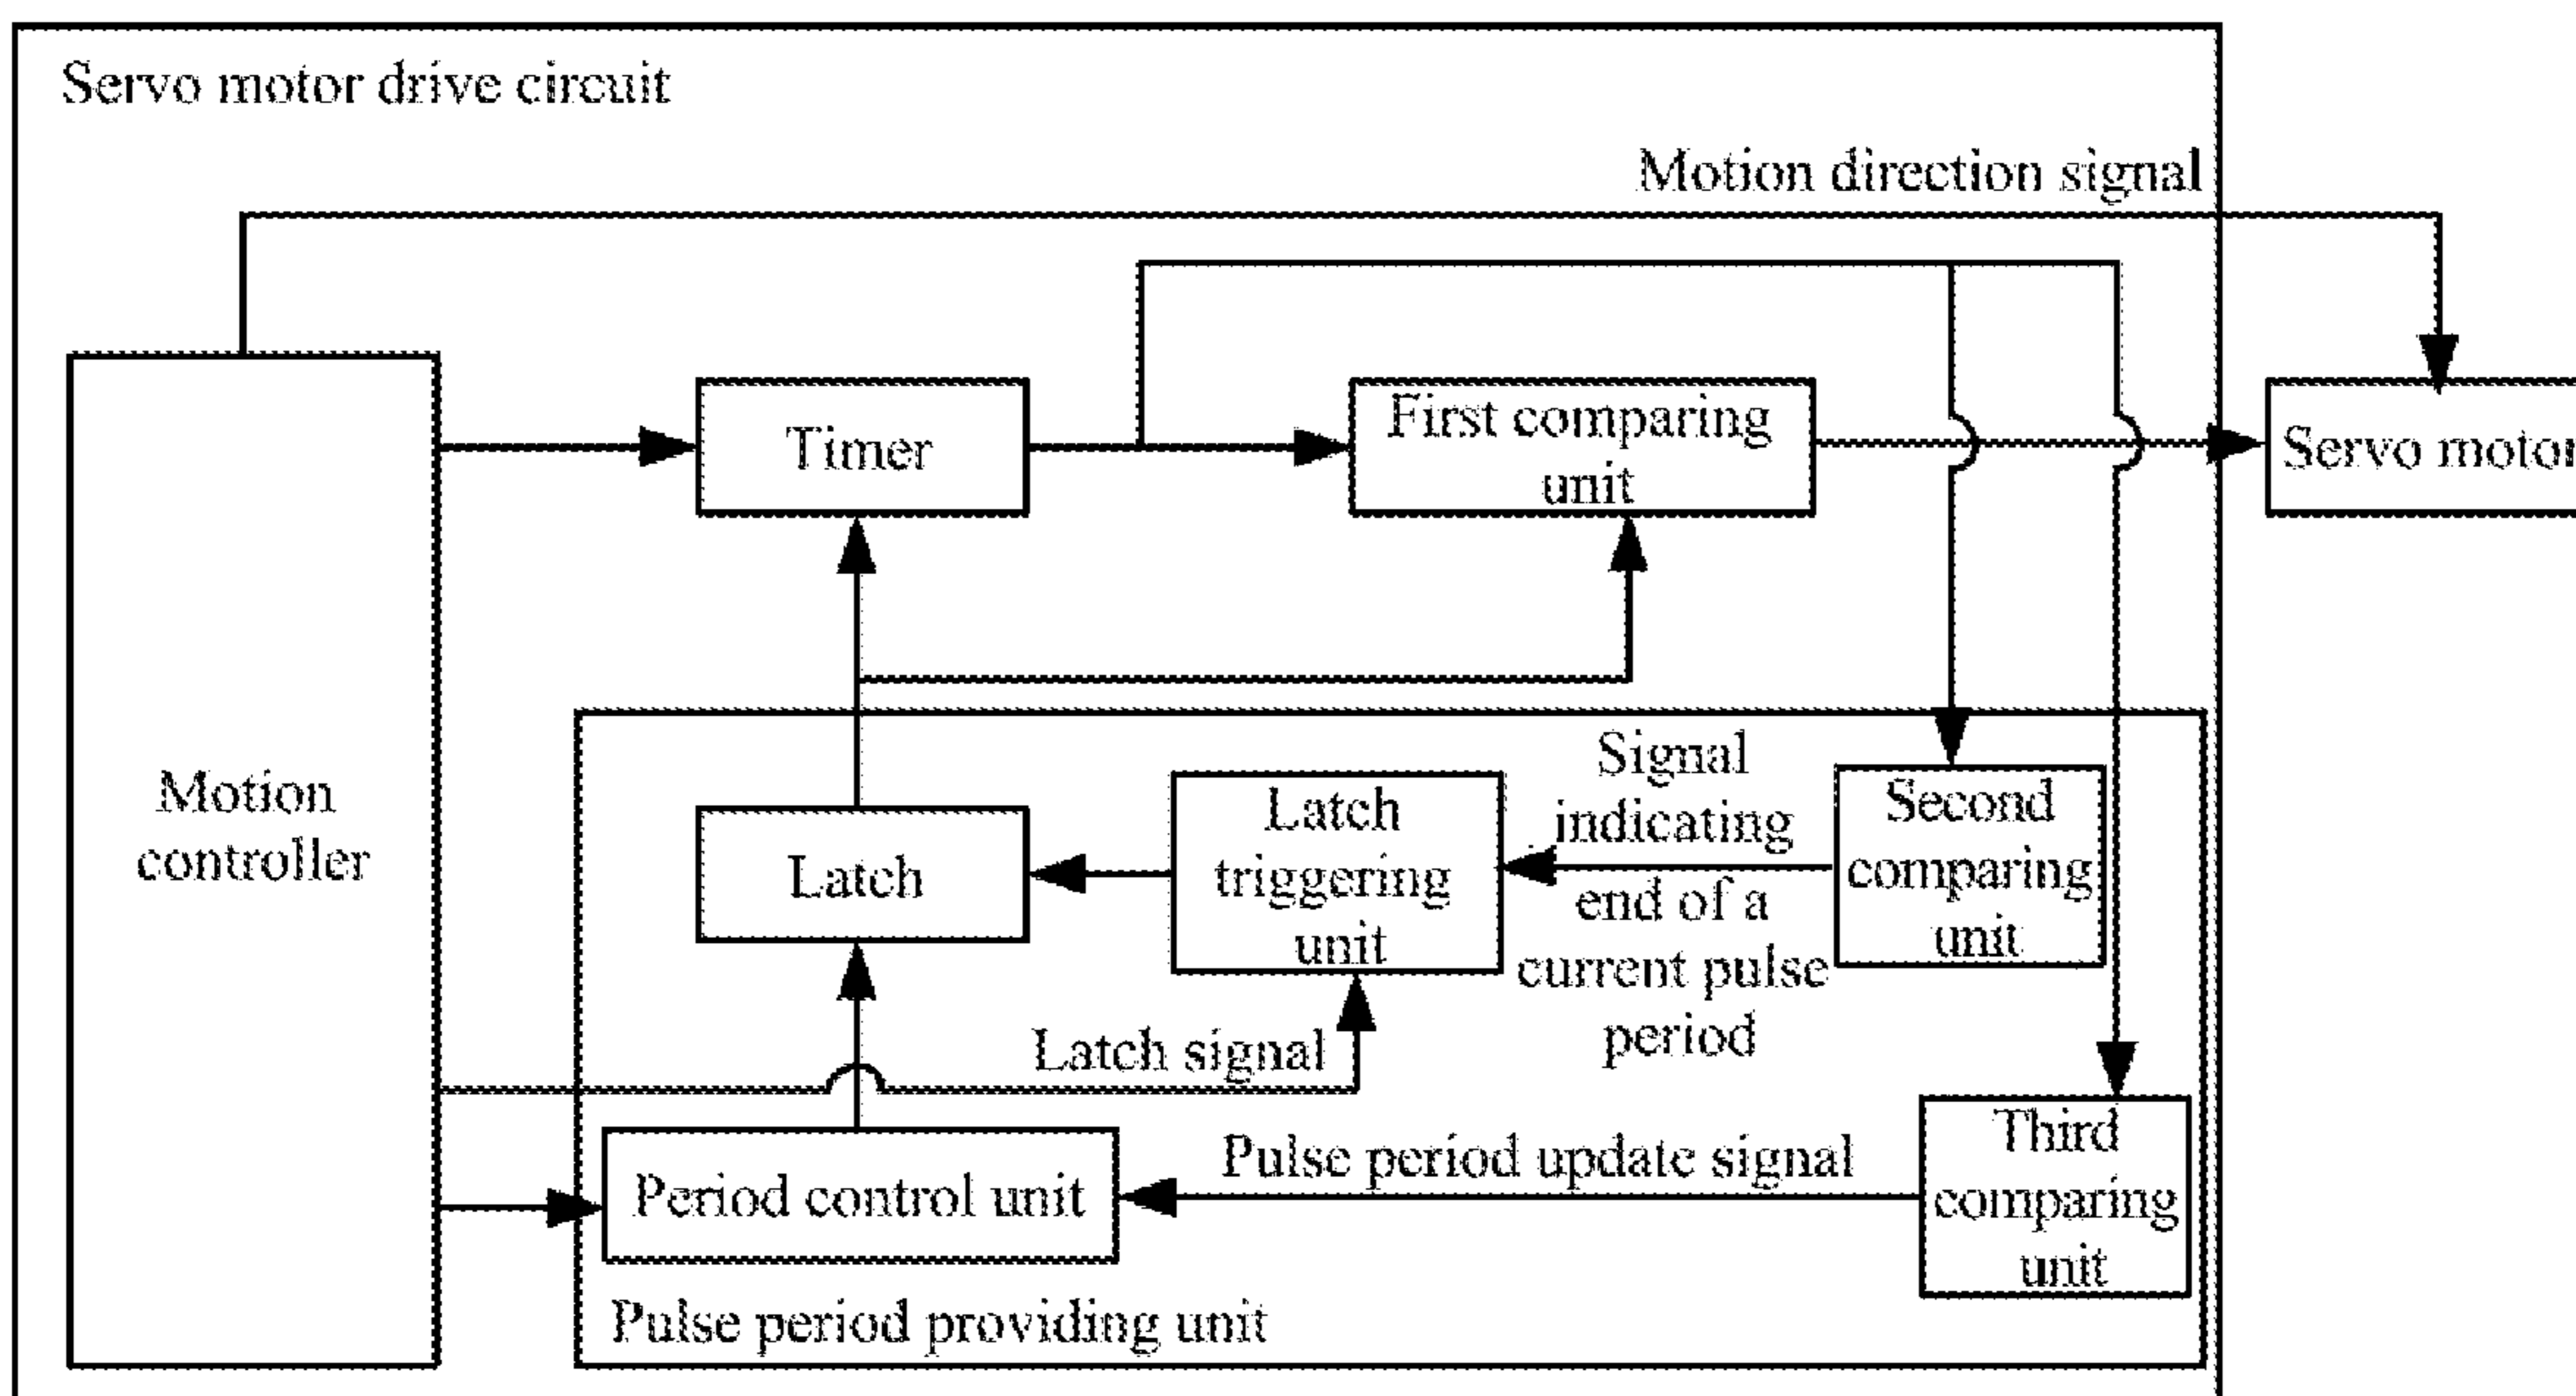 Servo motor drive circuit
Motion direction signal
Timer
First comparing
unit
Servo motor
Motion
controller
Latch
Latch
triggering
unit
Signal
indicating
end of a
current pulse
period
Second
comparing
unit
Latch signal
Period control unit
Pulse period update signal
Third
comparing
unit
Pulse period providing unit